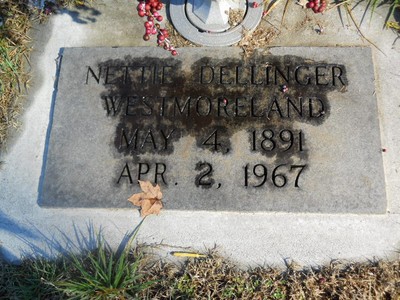 NETTIE DELLINGER
WESTMORELAND
MAY 4, 1891
APR. 2, 1967